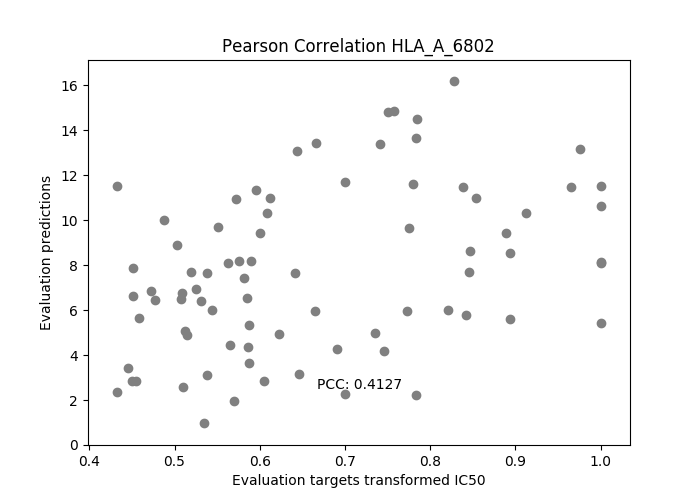 Pearson Correlation HLA_A_6802
Evaluation predictions
16
14
12
10
8
6
4
2
0
PCC: 0.4127
0.4 0.5 0.6 0.7 0.8 0.9 1.0
Evaluation targets transformed IC50